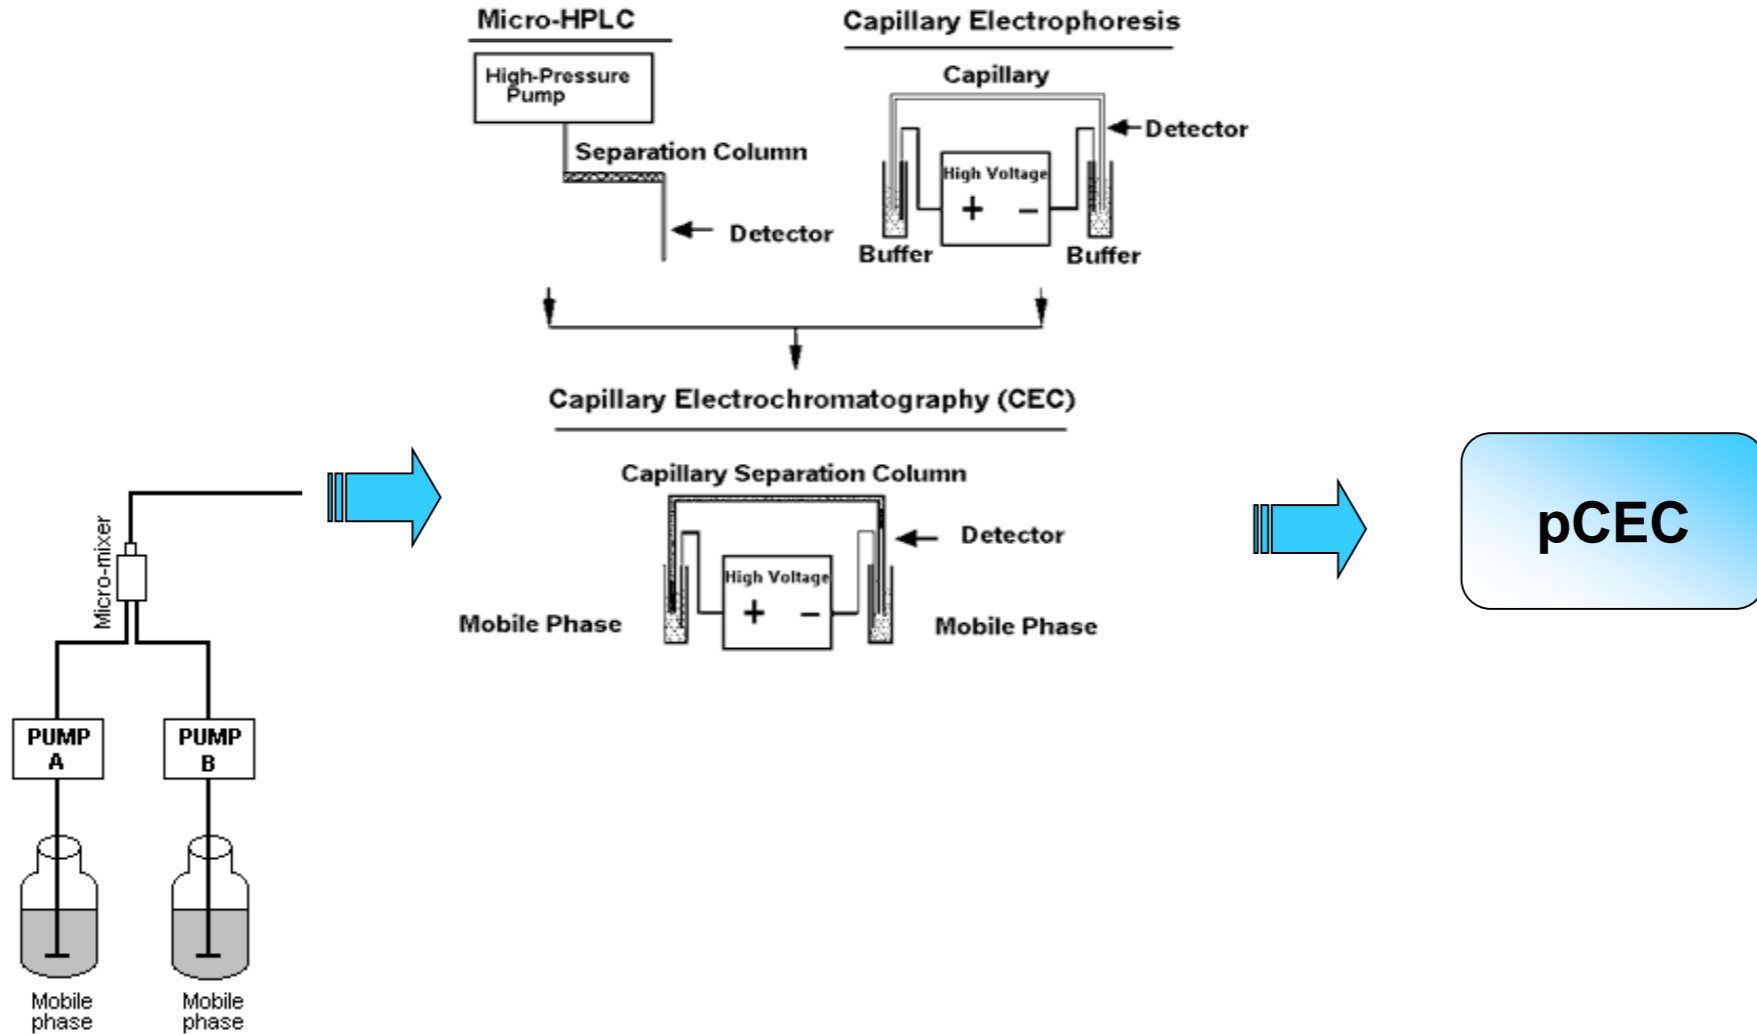 Micro-HPLC
High-Pressure
Pump
Separation Column
Detector
Capillary Electrophoresis
Capillary
Detector
High Voltage
+ −
Buffer
Buffer
Capillary Electrochromatography (CEC)
Capillary Separation Column
Detector
High Voltage
+ −
Mobile Phase
Mobile Phase
Micro-mixer
PUMP
A
PUMP
B
Mobile
phase
Mobile
phase
pCEC